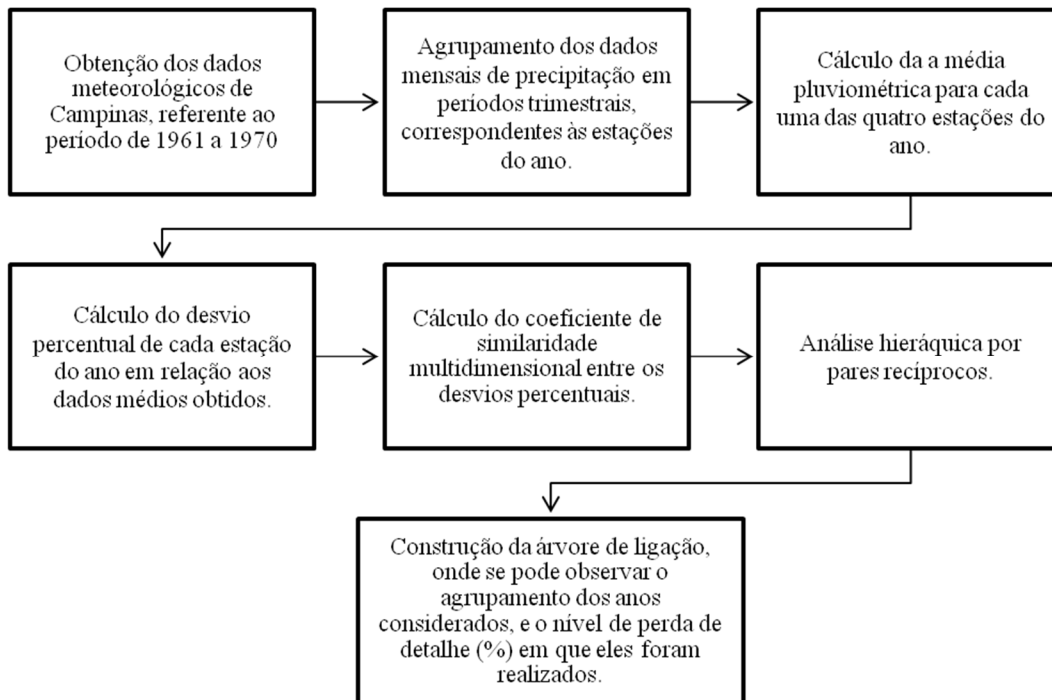 Obtenção dos dados
meteorológicos de
Campinas, referente ao
período de 1961 a 1970
Agrupamento dos dados
mensais de precipitação em
períodos trimestrais,
correspondentes às estações
do ano.
Cálculo da a média
pluviométrica para cada
uma das quatro estações do
ano.
Cálculo do desvio
percentual de cada estação
do ano em relação aos
dados médios obtidos.
Cálculo do coeficiente de
similaridade
multidimensional entre os
desvios percentuais.
Análise hieráquica por
pares recíprocos.
Construção da árvore de ligação,
onde se pode observar o
agrupamento dos anos
considerados, e o nível de perda de
detalhe (%) em que eles foram
realizados.